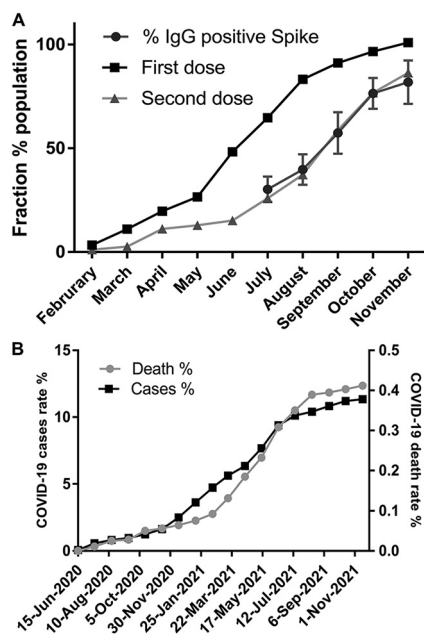 A
% IgG positive Spike
First dose
Second dose
Fraction % population
100
50
0
Februrary
March
April
May
June
July
August
September
October
November
B
Death %
Cases %
COVID-19 cases rate %
15
10
5
0
COVID-19 death rate %
0.5
0.4
0.3
0.2
0.1
0.0
15-Jun-2020
10-Aug-2020
5-Oct-2020
30-Nov-2020
25-Jan-2021
22-Mar-2021
17-May-2021
12-Jul-2021
6-Sep-2021
1-Nov-2021